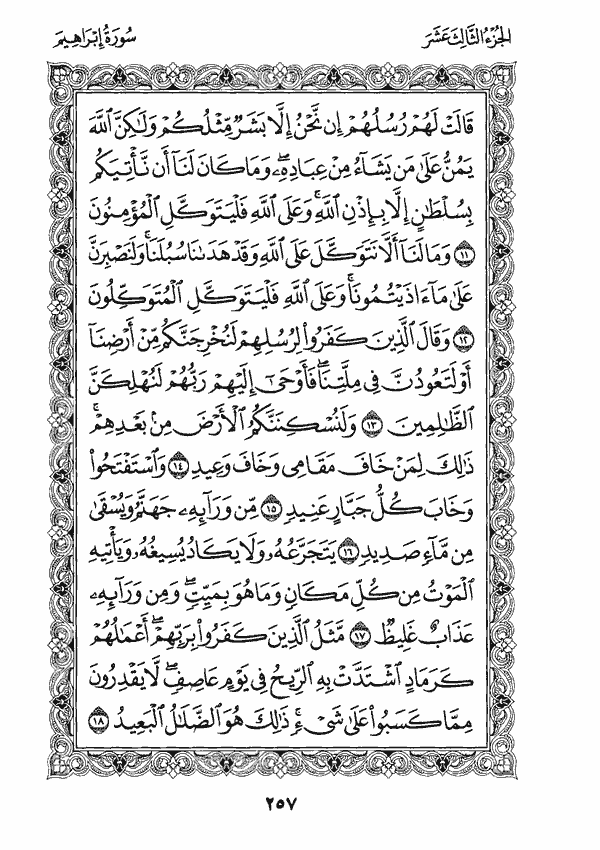 الجزء الثالث عشر
سورة إبراهيم
قَالَتْ لَهُمْ رُسُلُهُمْ إِن نَّحْنُ إِلَّا بَشَرٌ مِّثْلُكُمْ وَلَـٰكِنَّ ٱللَّهَ
يَمُنُّ عَلَىٰ مَن يَشَآءُ مِنْ عِبَادِهِۦ ۖ وَمَا كَانَ لَنَآ أَن نَّأْتِيَكُم
بِسُلْطَـٰنٍ إِلَّا بِإِذْنِ ٱللَّهِ ۚ وَعَلَى ٱللَّهِ فَلْيَتَوَكَّلِ ٱلْمُؤْمِنُونَ
١١ وَمَا لَنَآ أَلَّا نَتَوَكَّلَ عَلَى ٱللَّهِ وَقَدْ هَدَىٰنَا سُبُلَنَا ۚ وَلَنَصْبِرَنَّ
عَلَىٰ مَآ ءَاذَيْتُمُونَا ۚ وَعَلَى ٱللَّهِ فَلْيَتَوَكَّلِ ٱلْمُتَوَكِّلُونَ
١٢ وَقَالَ ٱلَّذِينَ كَفَرُوا۟ لِرُسُلِهِمْ لَنُخْرِجَنَّكُم مِّنْ أَرْضِنَآ
أَوْ لَتَعُودُنَّ فِى مِلَّتِنَا ۖ فَأَوْحَىٰٓ إِلَيْهِمْ رَبُّهُمْ لَنُهْلِكَنَّ
ٱلظَّـٰلِمِينَ ١٣ وَلَنُسْكِنَنَّكُمُ ٱلْأَرْضَ مِنۢ بَعْدِهِمْ ۚ
ذَٰلِكَ لِمَنْ خَافَ مَقَامِى وَخَافَ وَعِيدِ ١٤ وَٱسْتَفْتَحُوا۟
وَخَابَ كُلُّ جَبَّارٍ عَنِيدٍ ١٥ مِّن وَرَآئِهِۦ جَهَنَّمُ وَيُسْقَىٰ
مِن مَّآءٍ صَدِيدٍ ١٦ يَتَجَرَّعُهُۥ وَلَا يَكَادُ يُسِيغُهُۥ وَيَأْتِيهِ
ٱلْمَوْتُ مِن كُلِّ مَكَانٍ وَمَا هُوَ بِمَيِّتٍ ۖ وَمِن وَرَآئِهِۦ
عَذَابٌ غَلِيظٌ ١٧ مَّثَلُ ٱلَّذِينَ كَفَرُوا۟ بِرَبِّهِمْ ۖ أَعْمَـٰلُهُمْ
كَرَمَادٍ ٱشْتَدَّتْ بِهِ ٱلرِّيحُ فِى يَوْمٍ عَاصِفٍ ۖ لَّا يَقْدِرُونَ
مِمَّا كَسَبُوا۟ عَلَىٰ شَىْءٍ ۚ ذَٰلِكَ هُوَ ٱلضَّلَـٰلُ ٱلْبَعِيدُ ١٨
٢٥٧